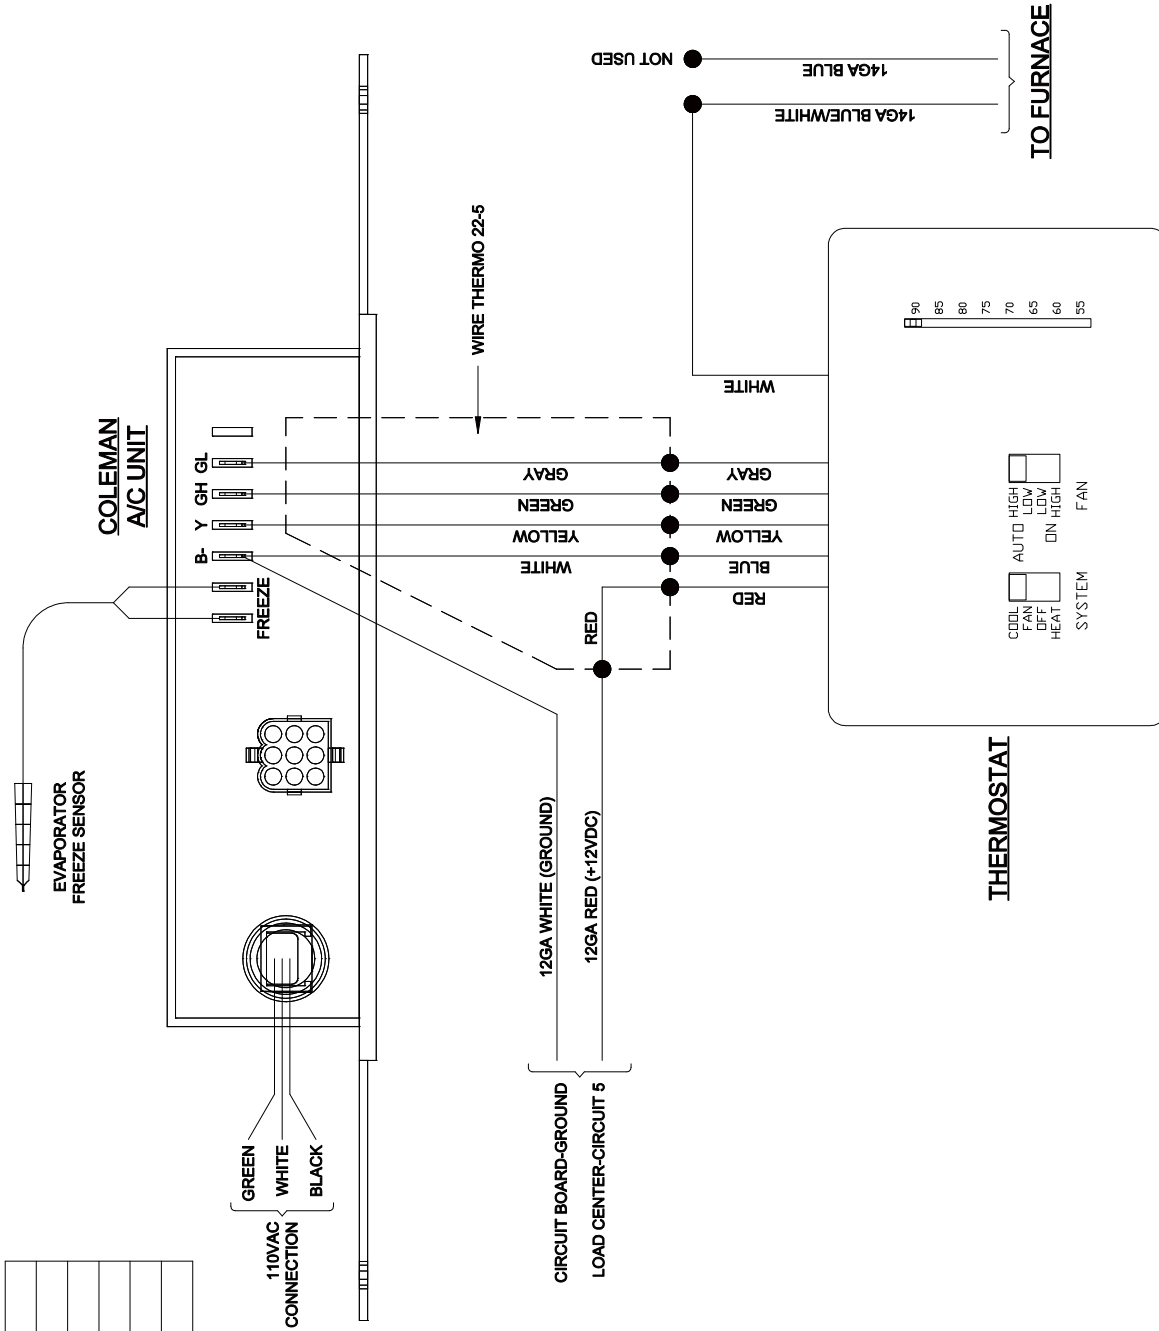 COLEMAN
A/C UNIT
FREEZE
B-
Y
GH
GL
EVAPORATOR
FREEZE SENSOR
GREEN
WHITE
BLACK
110VAC
CONNECTION
WIRE THERMO 22-5
GRAY
GREEN
YELLOW
WHITE
GRAY
GREEN
YELLOW
BLUE
RED
RED
WHITE
12GA WHITE (GROUND)
12GA RED (+12VDC)
CIRCUIT BOARD-GROUND
LOAD CENTER-CIRCUIT 5
NOT USED
14GA BLUE
14GA BLUE/WHITE
TO FURNACE
THERMOSTAT
COOL
FAN
OFF
HEAT
SYSTEM
AUTO HIGH
LOW
LOW
ON HIGH
FAN
90
85
80
75
70
65
60
55